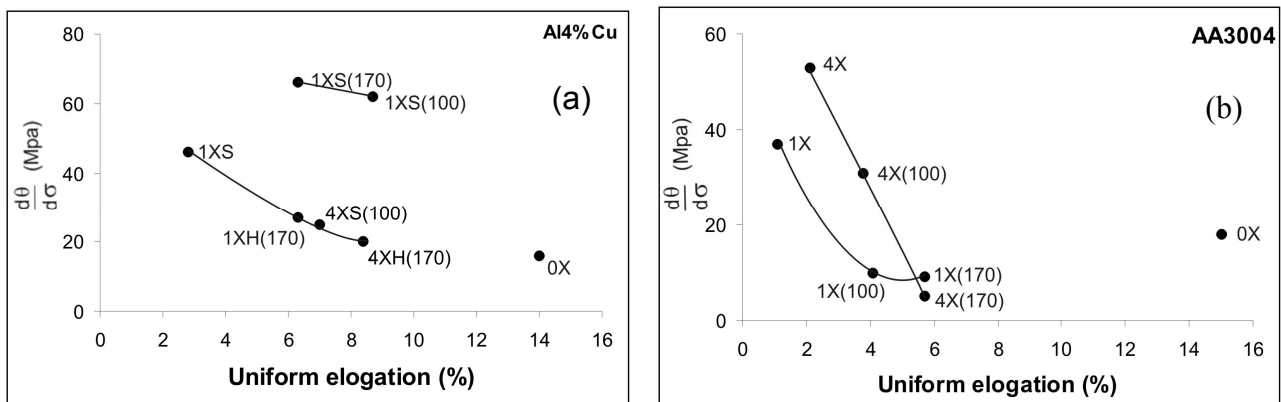 Al4%Cu
(a)
80
60
40
20
0
dθ
dσ
(Mpa)
1XS(170)
1XS(100)
1XS
4XS(100)
1XH(170)
4XH(170)
0X
0 2 4 6 8 10 12 14 16
Uniform elogation (%)
AA3004
(b)
60
40
20
0
dθ
dσ
(Mpa)
4X
1X
4X(100)
0X
1X(170)
1X(100)
4X(170)
0 2 4 6 8 10 12 14 16
Uniform elogation (%)